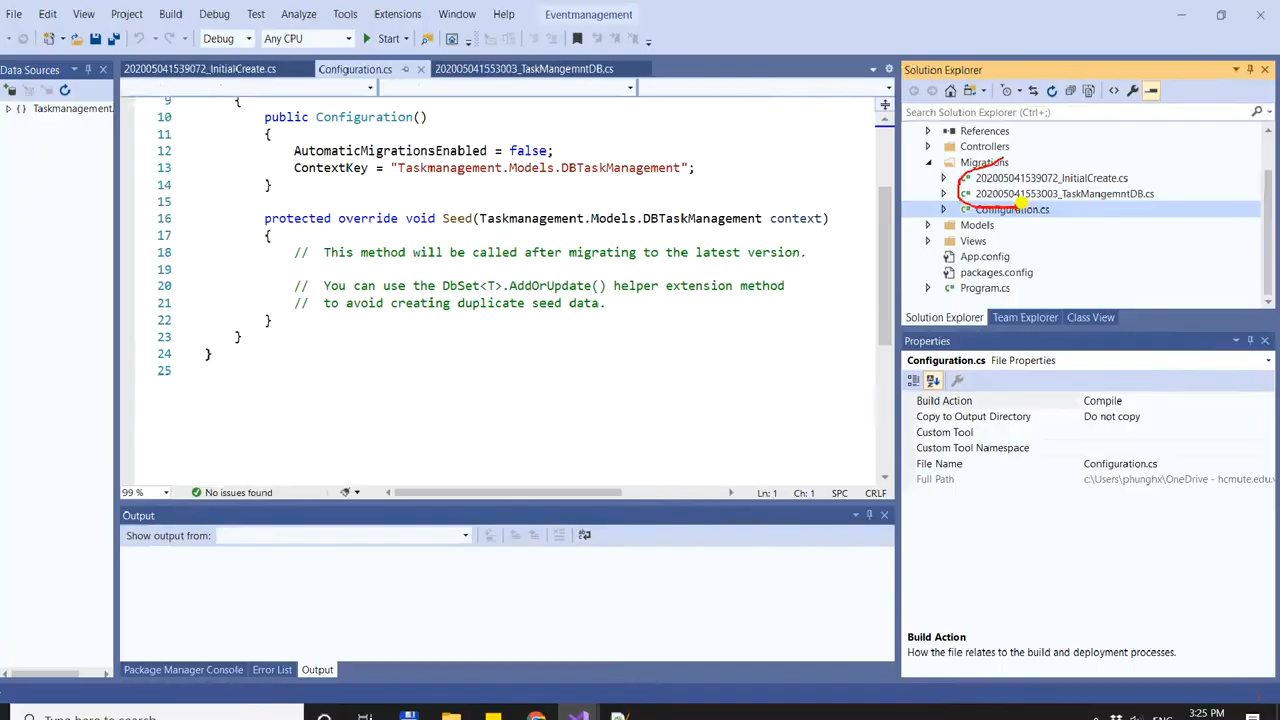 File Edit View Project Build Debug Test Analyze Tools Extensions Window Help Eventmanagement
Debug Any CPU Start
Data Sources
Taskmanagement.
202005041539072_InitialCreate.cs Configuration.cs 202005041553003_TaskMangemntDB.cs
9 {
10 public Configuration()
11 {
12 AutomaticMigrationsEnabled = false;
13 ContextKey = "Taskmanagement.Models.DBTaskManagement";
14 }
15
16 protected override void Seed(Taskmanagement.Models.DBTaskManagement context)
17 {
18 // This method will be called after migrating to the latest version.
19
20 // You can use the DbSet<T>.AddOrUpdate() helper extension method
21 // to avoid creating duplicate seed data.
22 }
23 }
24 }
25
99 % No issues found Ln: 1 Ch: 1 SPC CRLF
Output
Show output from:
Package Manager Console Error List Output
Solution Explorer
Search Solution Explorer (Ctrl+;)
References
Controllers
Migrations
202005041539072_InitialCreate.cs
202005041553003_TaskMangemntDB.cs
Configuration.cs
Models
Views
App.config
packages.config
Program.cs
Solution Explorer Team Explorer Class View
Properties
Configuration.cs File Properties
Build Action Compile
Copy to Output Directory Do not copy
Custom Tool
Custom Tool Namespace
File Name Configuration.cs
Full Path c:\Users\phunghx\OneDrive - hcmute.edu.
Build Action
How the file relates to the build and deployment processes.
Type here to search
ENG 3:25 PM